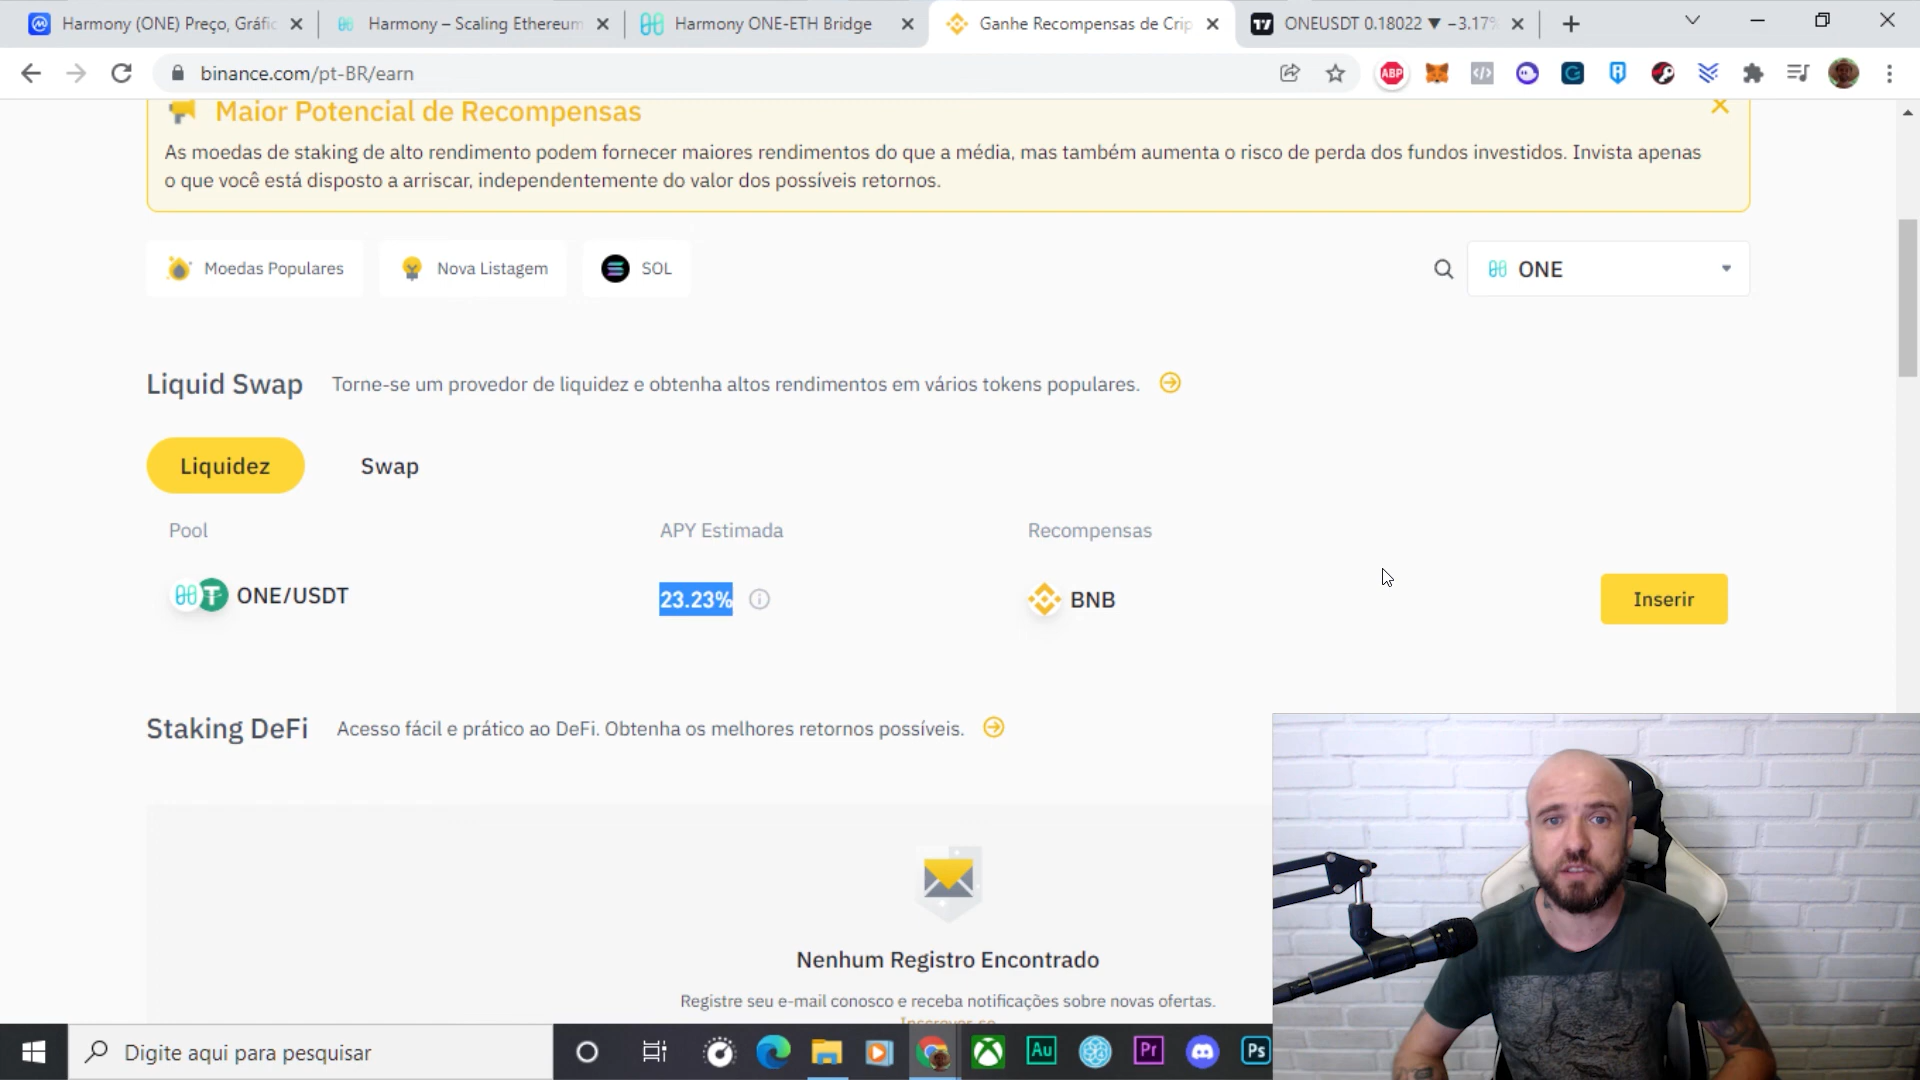 Harmony (ONE) Preço, Gráfic
Harmony – Scaling Ethereum
Harmony ONE-ETH Bridge
Ganhe Recompensas de Crip
ONEUSDT 0.18022 ▼ −3.17%
binance.com/pt-BR/earn
ABP
Maior Potencial de Recompensas
As moedas de staking de alto rendimento podem fornecer maiores rendimentos do que a média, mas também aumenta o risco de perda dos fundos investidos. Invista apenas
o que você está disposto a arriscar, independentemente do valor dos possíveis retornos.
Moedas Populares
Nova Listagem
SOL
ONE
Liquid Swap
Torne-se um provedor de liquidez e obtenha altos rendimentos em vários tokens populares.
Liquidez
Swap
Pool
APY Estimada
Recompensas
ONE/USDT
23.23%
BNB
Inserir
Staking DeFi
Acesso fácil e prático ao DeFi. Obtenha os melhores retornos possíveis.
Nenhum Registro Encontrado
Registre seu e-mail conosco e receba notificações sobre novas ofertas.
Inscrever-se
Digite aqui para pesquisar
Au
Pr
Ps